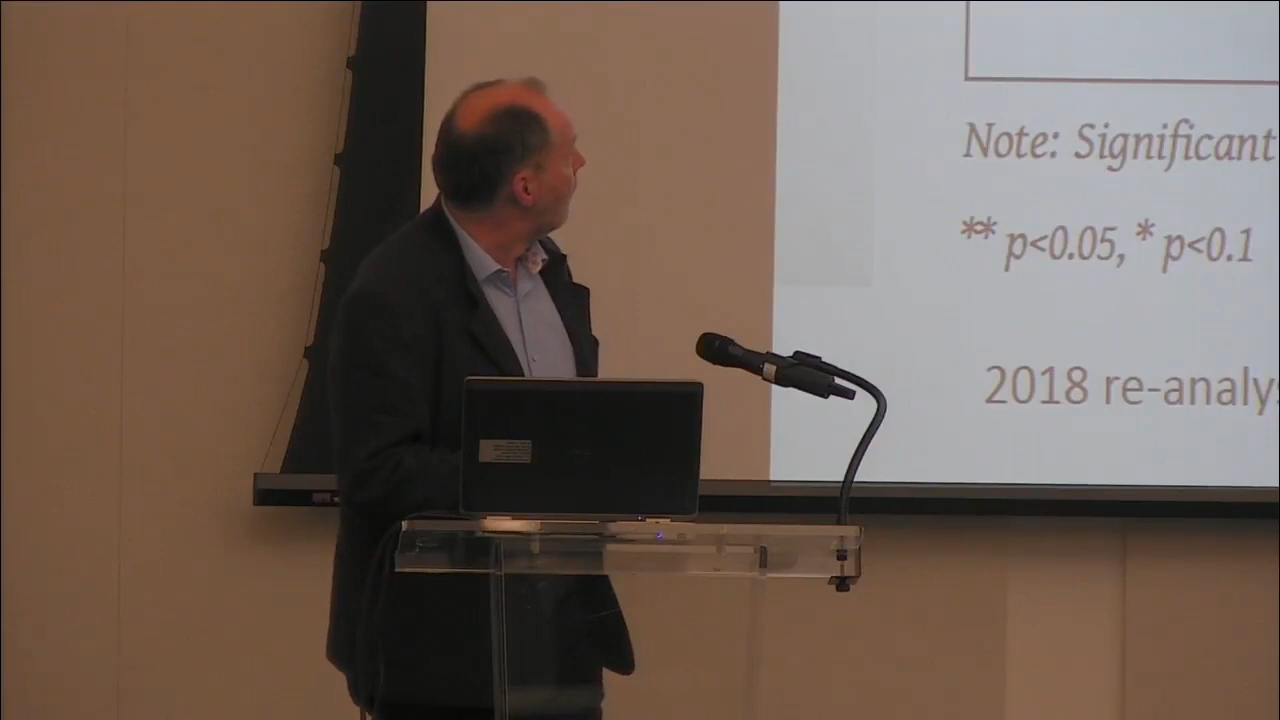 Note: Significant
** p<0.05, * p<0.1
2018 re-analy